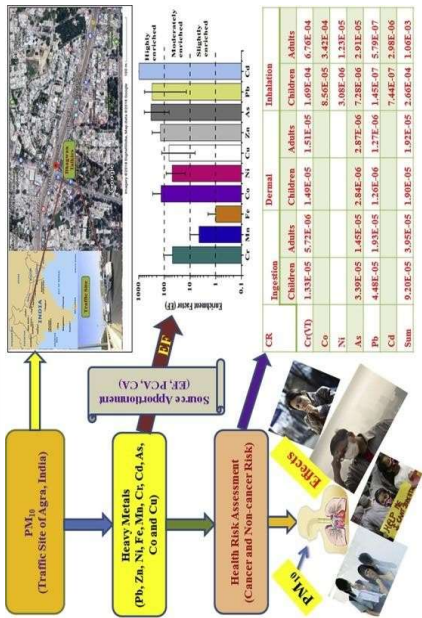 PM10
(Traffic Site of Agra, India)
INDIA
Traffic Site
Heavy Metals
(Pb, Zn, Ni, Fe, Mn, Cr, Cd, As,
Co and Cu)
EF
Source Apportionment
(EF, PCA, CA)
Enrichment Factor (EF)
1000
100
10
1
0.1
Highly enriched
Moderately enriched
Slightly enriched
Cr
Mn
Fe
Co
Ni
Cu
Zn
As
Pb
Cd
Health Risk Assessment
(Cancer and Non-cancer Risk)
PM10
Effects
CR Ingestion Dermal Inhalation
Children Adults Children Adults Children Adults
Cr(VI) 1.33E-05 5.72E-06 1.49E-05 1.51E-05 1.69E-04 6.76E-04
Co 8.56E-05 3.42E-04
Ni 3.08E-06 1.23E-05
As 3.39E-05 1.45E-05 2.84E-06 2.87E-06 7.28E-06 2.91E-05
Pb 4.48E-05 1.93E-05 1.26E-06 1.27E-06 1.45E-07 5.79E-07
Cd 7.44E-07 2.98E-06
Sum 9.20E-05 3.95E-05 1.90E-05 1.92E-05 2.66E-04 1.06E-03